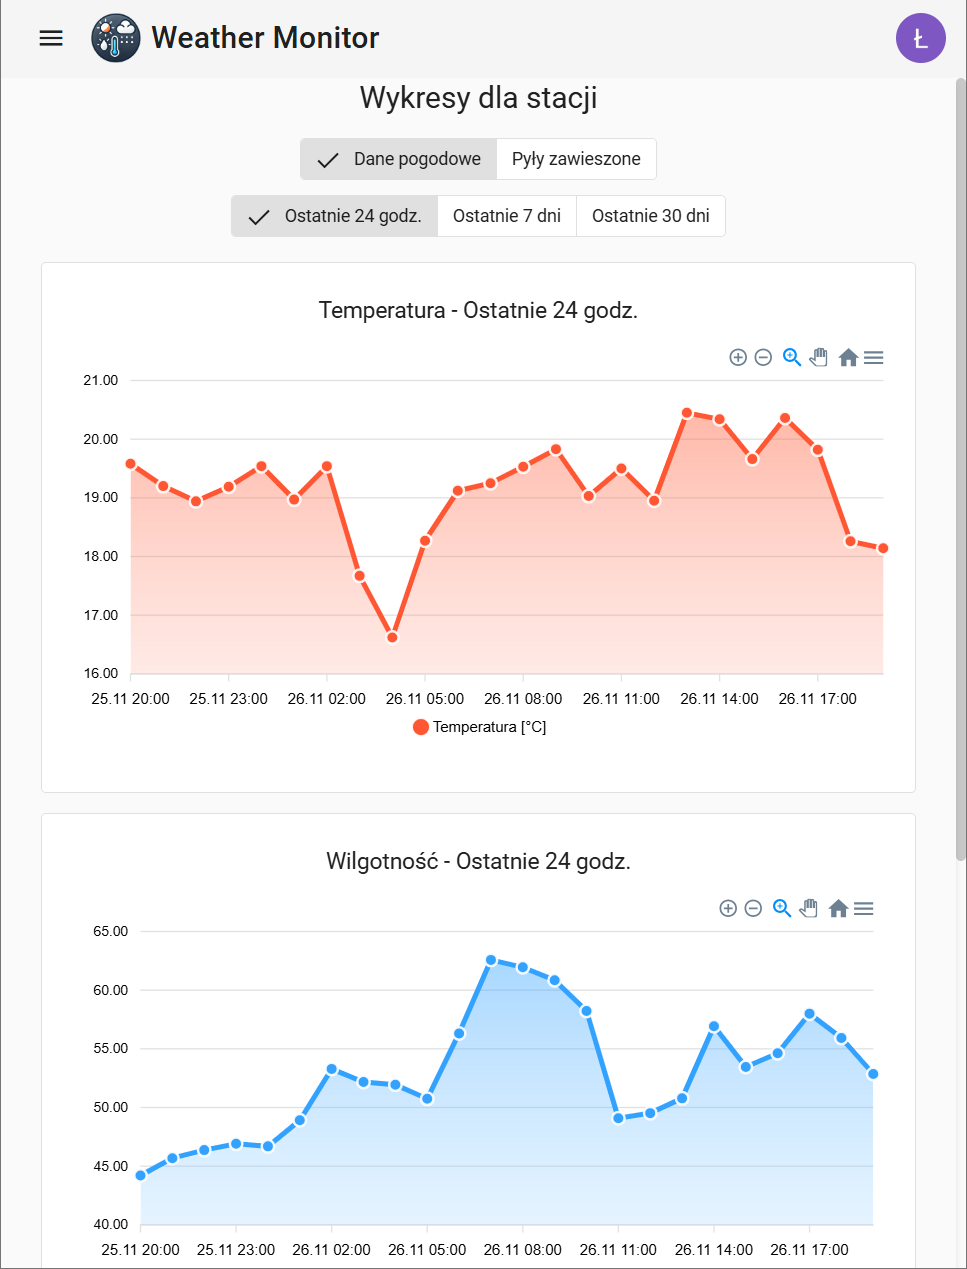 Weather Monitor
Ł
Wykresy dla stacji
Dane pogodowe Pyły zawieszone
Ostatnie 24 godz. Ostatnie 7 dni Ostatnie 30 dni
Temperatura - Ostatnie 24 godz.
21.00
20.00
19.00
18.00
17.00
16.00
25.11 20:00 25.11 23:00 26.11 02:00 26.11 05:00 26.11 08:00 26.11 11:00 26.11 14:00 26.11 17:00
Temperatura [°C]
Wilgotność - Ostatnie 24 godz.
65.00
60.00
55.00
50.00
45.00
40.00
25.11 20:00 25.11 23:00 26.11 02:00 26.11 05:00 26.11 08:00 26.11 11:00 26.11 14:00 26.11 17:00